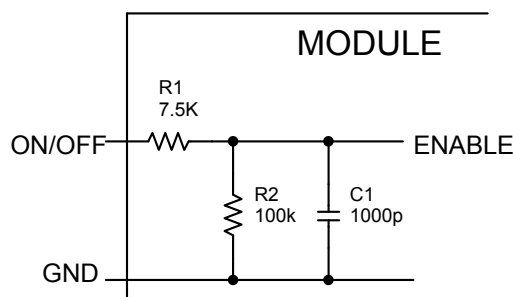 MODULE
R1
7.5K
ON/OFF
ENABLE
R2
100k
C1
1000p
GND